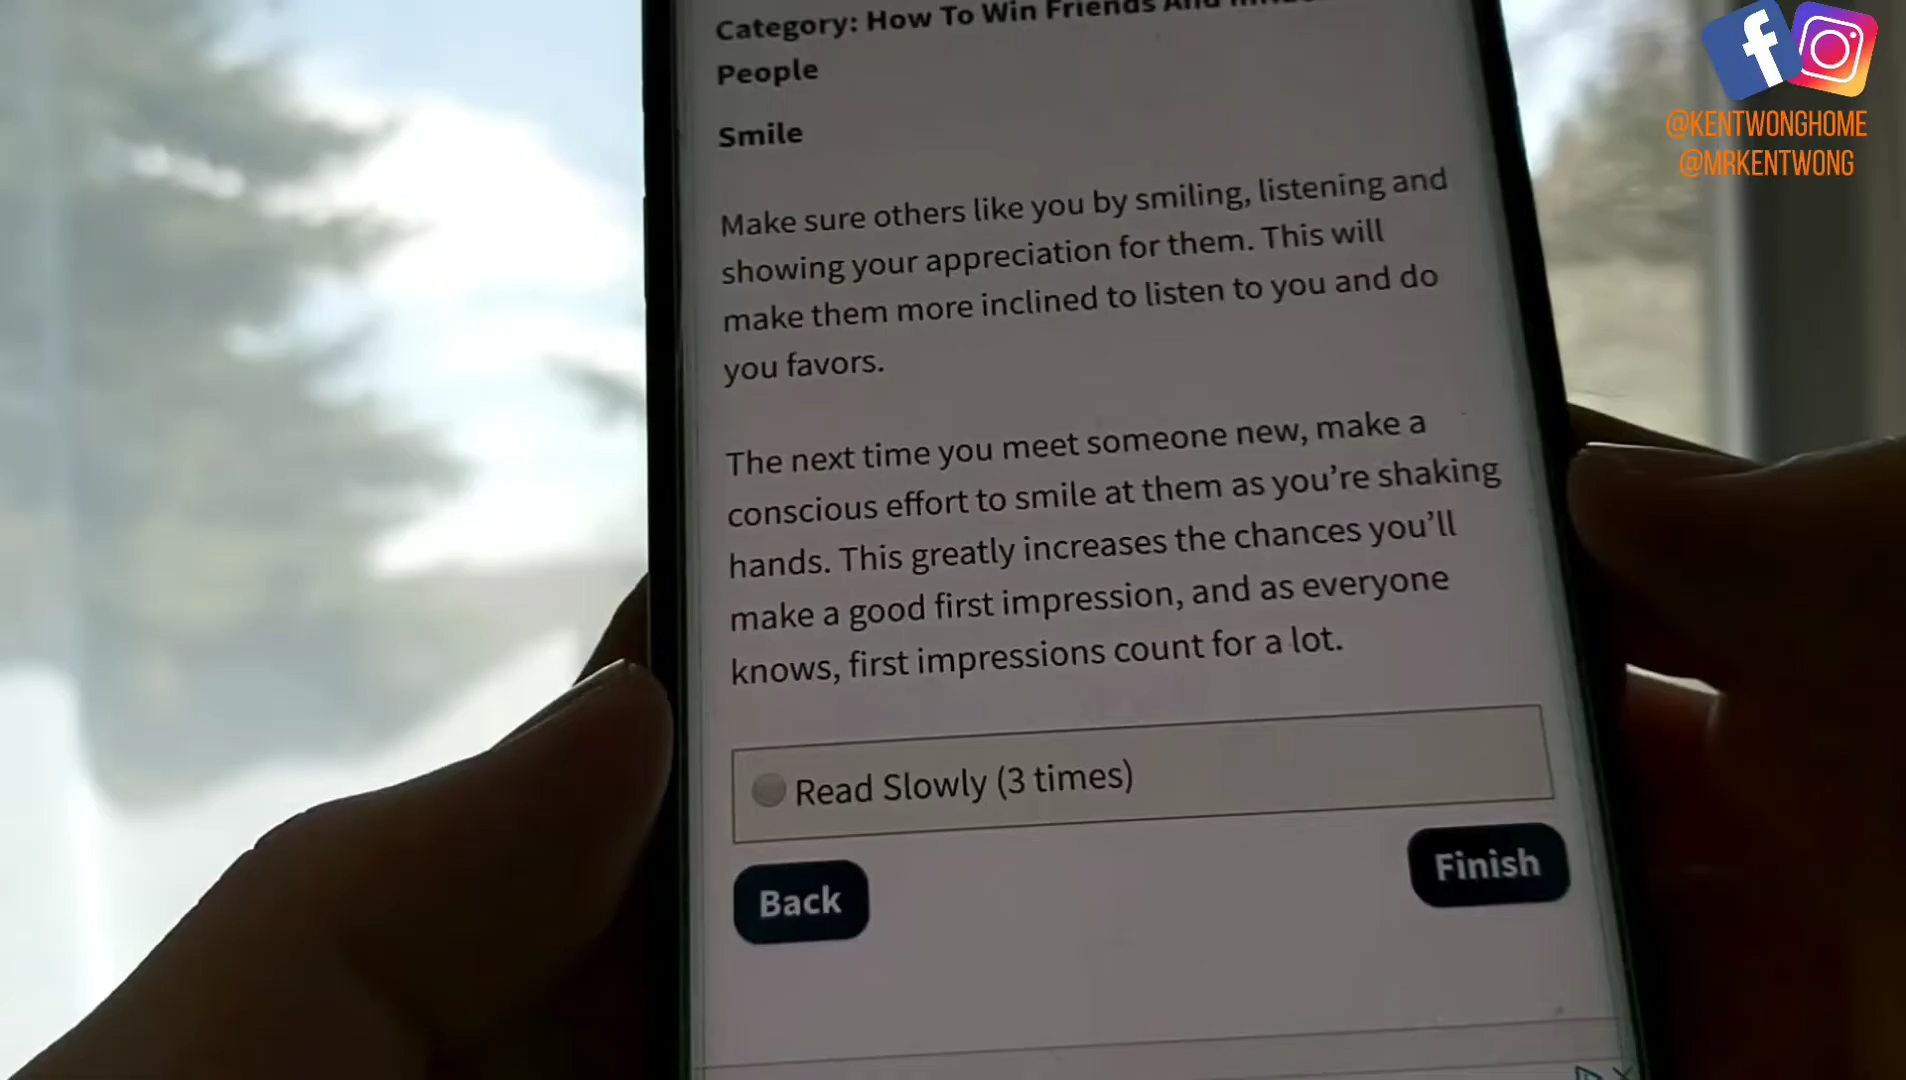 Category: How To Win Friends And
People
Smile
Make sure others like you by smiling, listening and
showing your appreciation for them. This will
make them more inclined to listen to you and do
you favors.
The next time you meet someone new, make a
conscious effort to smile at them as you’re shaking
hands. This greatly increases the chances you’ll
make a good first impression, and as everyone
knows, first impressions count for a lot.
Read Slowly (3 times)
Back
Finish
@KENTWONGHOME
@MRKENTWONG